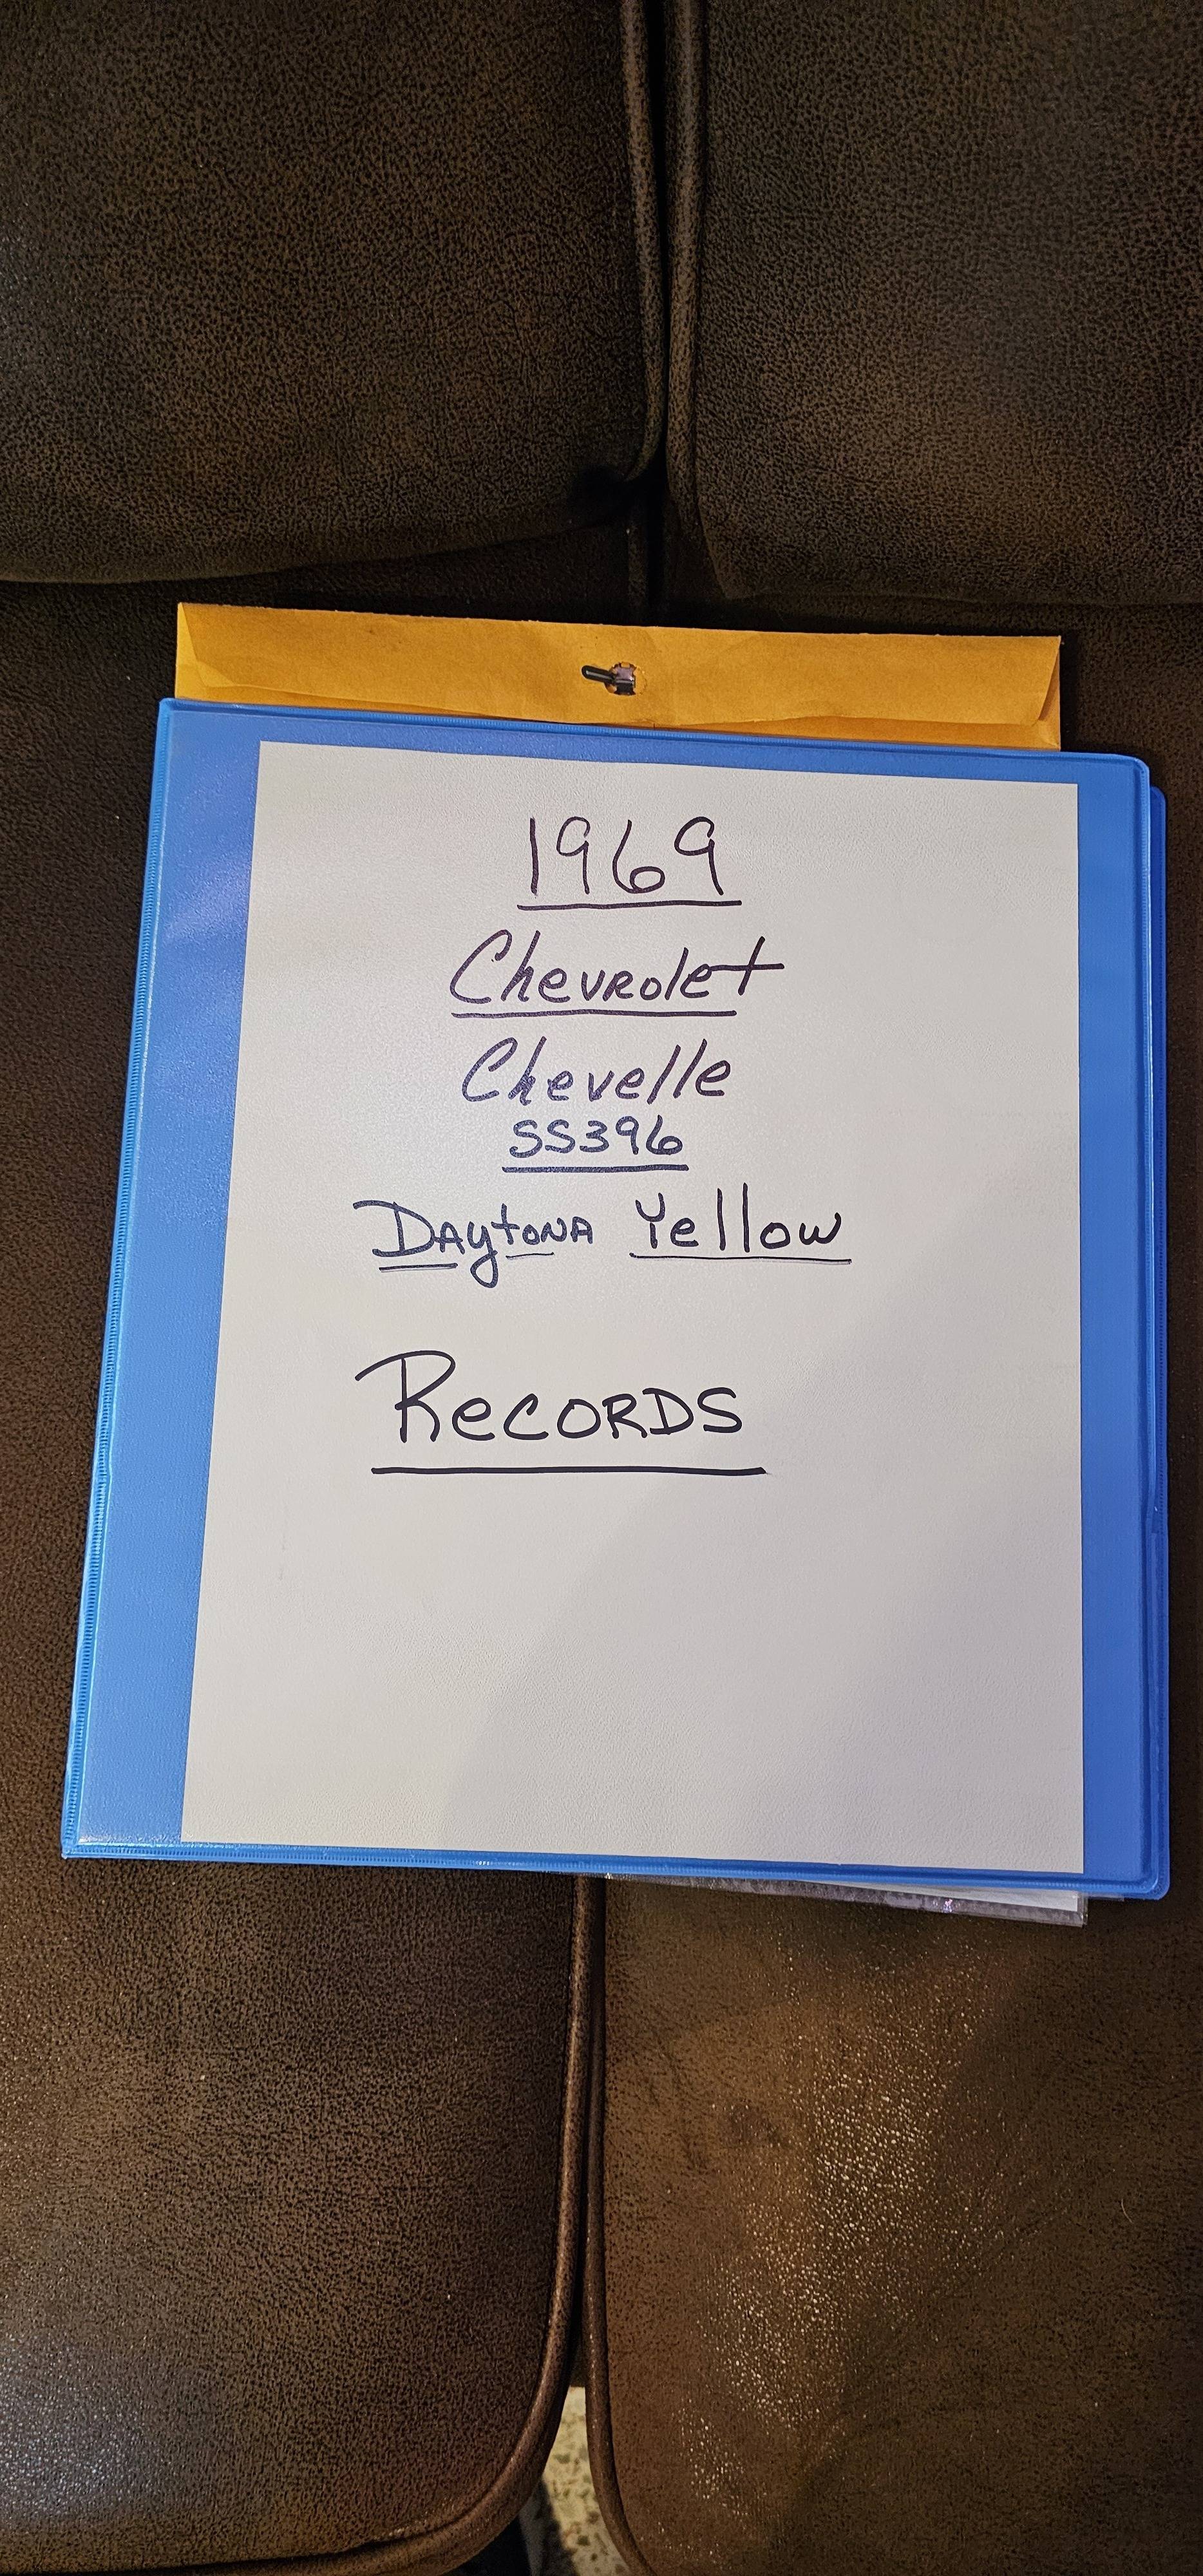 1969
Chevrolet
Chevelle
SS396
Daytona Yellow
Records